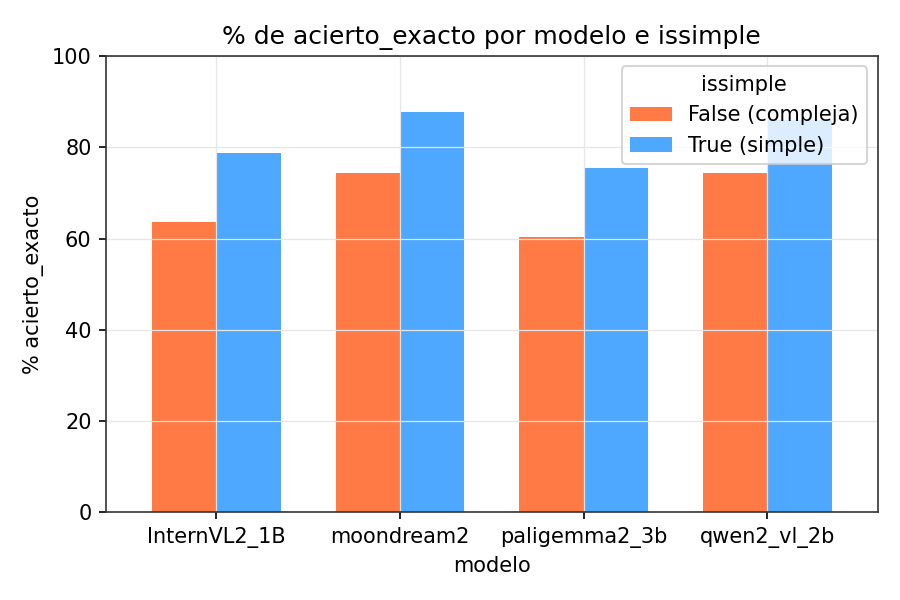 % de acierto_exacto por modelo e issimple
% acierto_exacto
100
80
60
40
20
0
issimple
False (compleja)
True (simple)
InternVL2_1B
moondream2
paligemma2_3b
qwen2_vl_2b
modelo